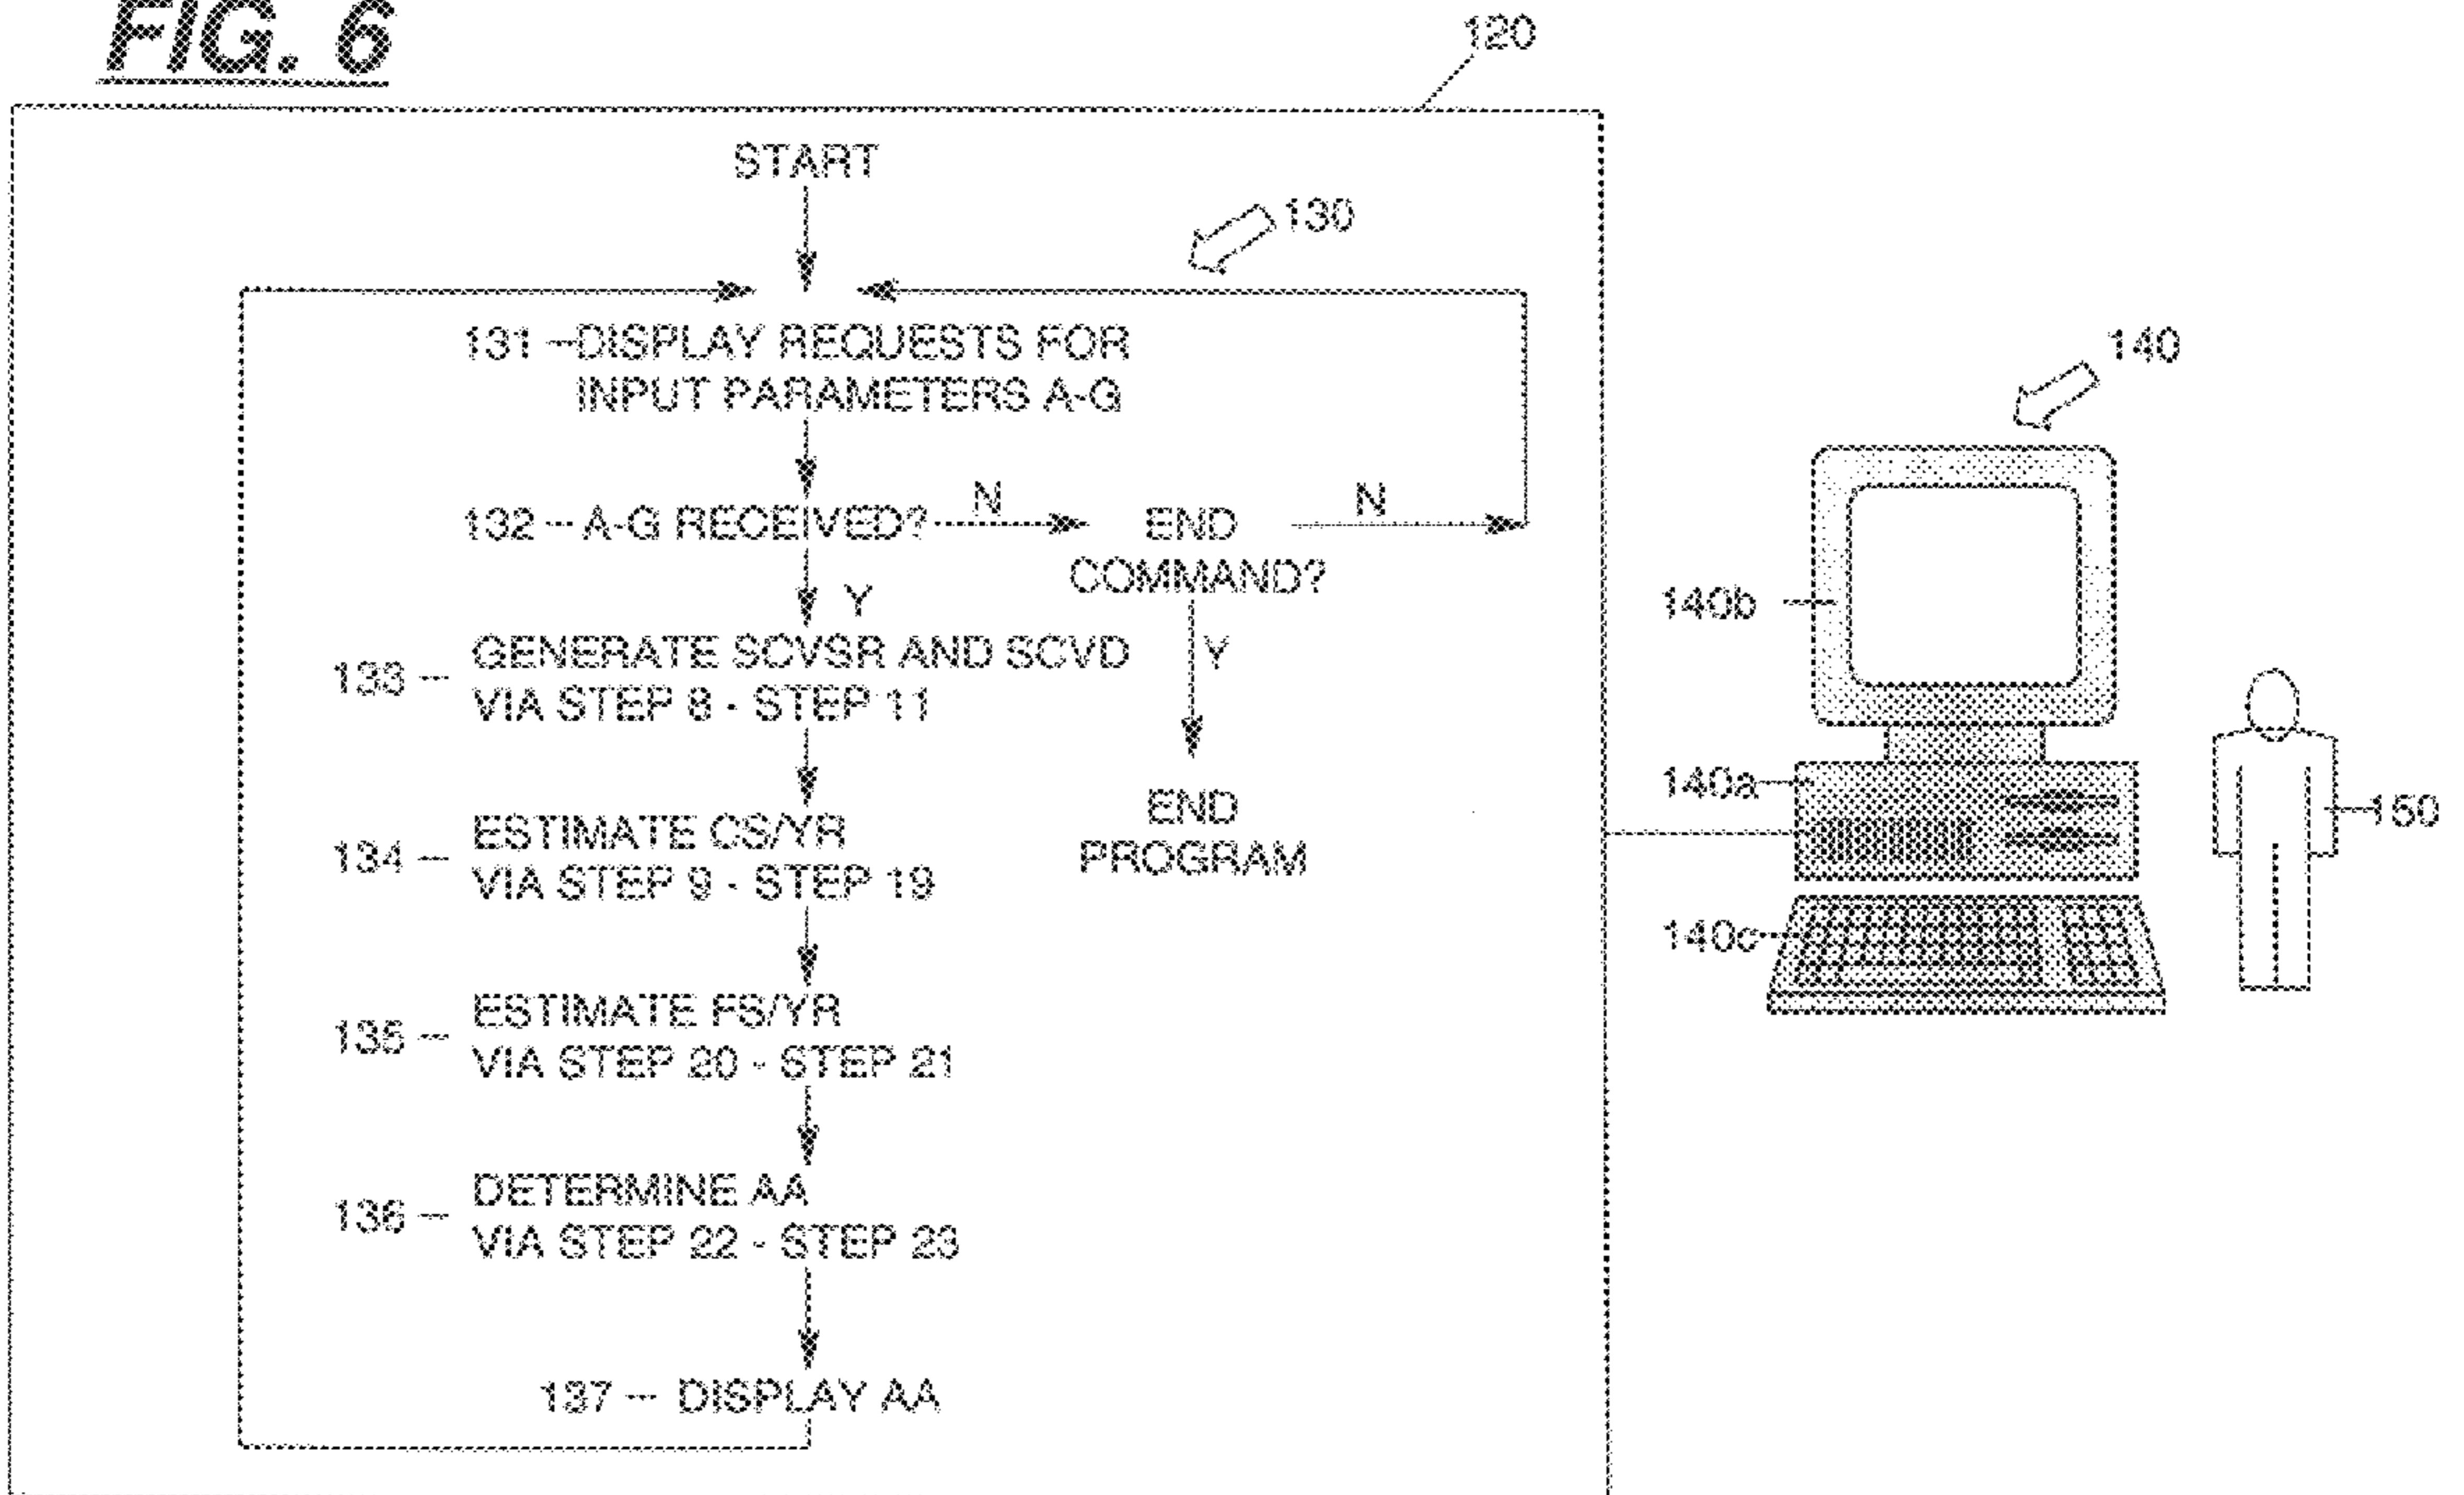 FIG. 6
120
START
130
131 -- DISPLAY REQUESTS FOR
INPUT PARAMETERS A-G
140
132 -- A-G RECEIVED?
N
END
COMMAND?
N
Y
Y
140b
133 -- GENERATE SCVSR AND SCVD
VIA STEP 8 - STEP 11
140a
END
PROGRAM
150
134 -- ESTIMATE CS/YR
VIA STEP 9 - STEP 19
140c
135 -- ESTIMATE FS/YR
VIA STEP 20 - STEP 21
136 -- DETERMINE AA
VIA STEP 22 - STEP 23
137 -- DISPLAY AA